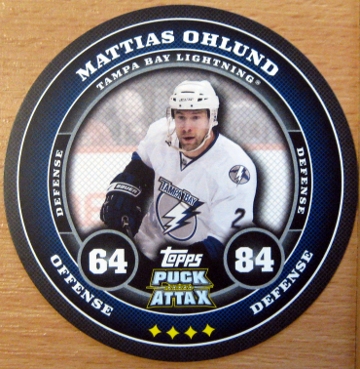 MATTIAS OHLUND
TAMPA BAY LIGHTNING®
DEFENSE
DEFENSE
TAMPA BAY
2
64
Topps
84
PUCK
ATTAX
OFFENSE
DEFENSE